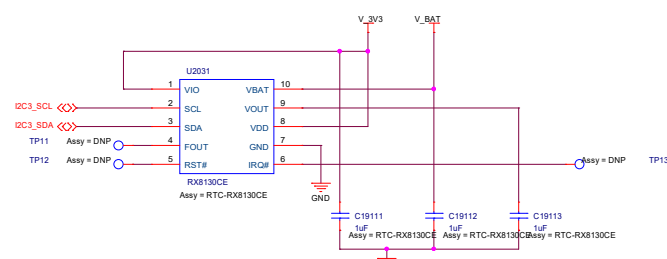 V_3V3
V_BAT
U2031
1 VIO VBAT 10
I2C3_SCL 2 SCL VOUT 9
I2C3_SDA 3 SDA VDD 8
TP11 Assy = DNP 4 FOUT GND 7
TP12 Assy = DNP 5 RST# IRQ# 6 Assy = DNP TP13
RX8130CE
Assy = RTC-RX8130CE
GND
C19111 C19112 C19113
1uF 1uF 1uF
Assy = RTC-RX8130CE Assy = RTC-RX8130CE Assy = RTC-RX8130CE